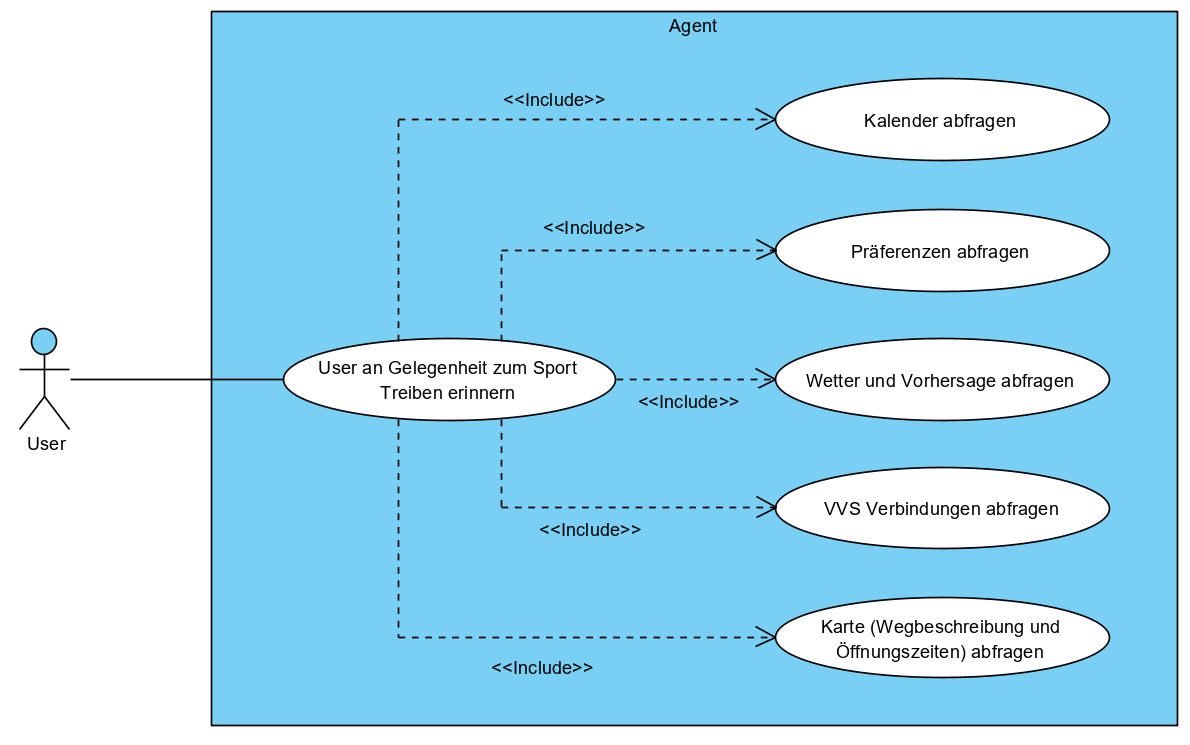 Agent
<<Include>>
Kalender abfragen
<<Include>>
Präferenzen abfragen
User an Gelegenheit zum Sport
Treiben erinnern
Wetter und Vorhersage abfragen
<<Include>>
User
VVS Verbindungen abfragen
<<Include>>
Karte (Wegbeschreibung und
Öffnungszeiten) abfragen
<<Include>>